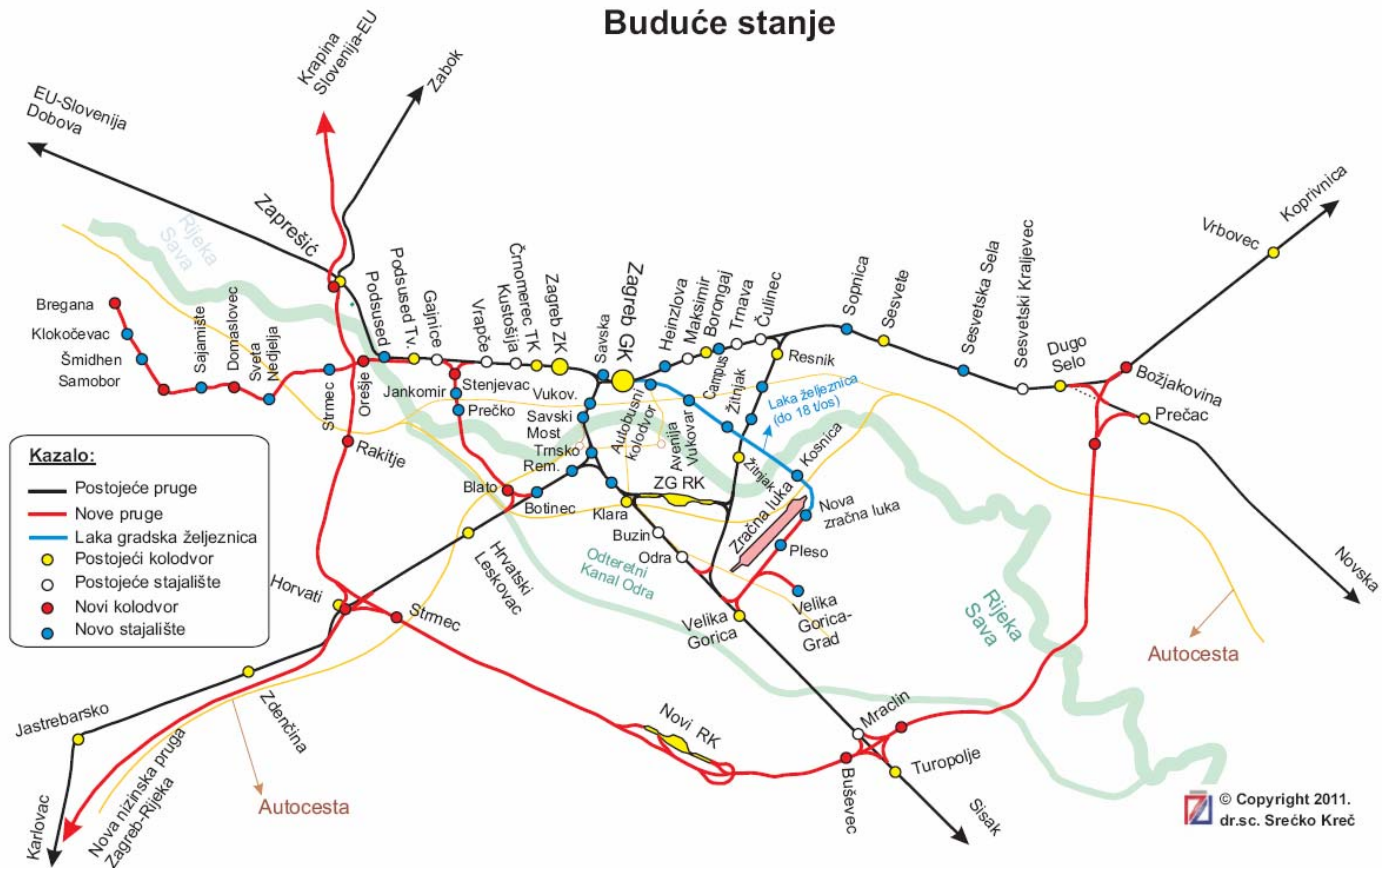 Buduće stanje
Krapina
Slovenija-EU
Zabok
EU-Slovenija
Dobova
Zaprešić
Rijeka
Sava
Koprivnica
Vrbovec
Bregana
Klokočevac
Šmidhen
Samobor
Sajamište
Domaslovec
Sveta
Nedjelja
Strmec
Orešje
Podsused
Podsused Tv.
Gajnice
Vrapče
Kustošija
Črnomerec TK
Zagreb ZK
Savska
Zagreb GK
Heinzlova
Maksimir
Borongaj
Trnava
Čulinec
Sopnica
Sesvete
Sesvetska Sela
Sesvetski Kraljevec
Dugo
Selo
Božjakovina
Prečac
Resnik
Stenjevec
Jankomir
Prečko
Vukov.
Savski
Most
Trnsko
Rem.
Autobusni
kolodvor
Avenija
Vukovar
Campus
Žitnjak
Laka željeznica
(do 18 t/os)
Kosnica
Žitnjak
Rakitje
Blato
Botinec
Klara
ZG RK
Zračna luka
Nova
zračna luka
Buzin
Odra
Pleso
Hrvatski
Leskovac
Odteretni
Kanal Odra
Velika
Gorica
Velika
Gorica-
Grad
Horvati
Strmec
Novska
Rijeka
Sava
Autocesta
Kazalo:
Postojeće pruge
Nove pruge
Laka gradska željeznica
Postojeći kolodvor
Postojeće stajalište
Novi kolodvor
Novo stajalište
Jastrebarsko
Zdenčina
Karlovac
Nova nizinska pruga
Zagreb-Rijeka
Autocesta
Novi RK
Mraclin
Buševec
Turopolje
Sisak
© Copyright 2011.
dr.sc. Srećko Kreč